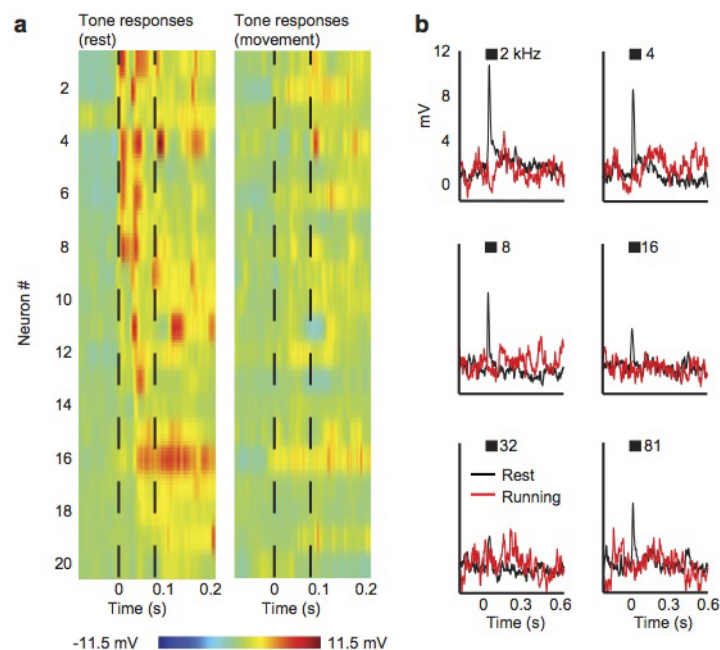 a
Tone responses
(rest)
Tone responses
(movement)
2
4
6
8
10
12
14
16
18
20
Neuron #
0 0.1 0.2
Time (s)
0 0.1 0.2
Time (s)
-11.5 mV 11.5 mV
b
12
8
4
0
mV
2 kHz
4
8
16
32
Rest
Running
81
0 0.3 0.6
Time (s)
0 0.3 0.6
Time (s)